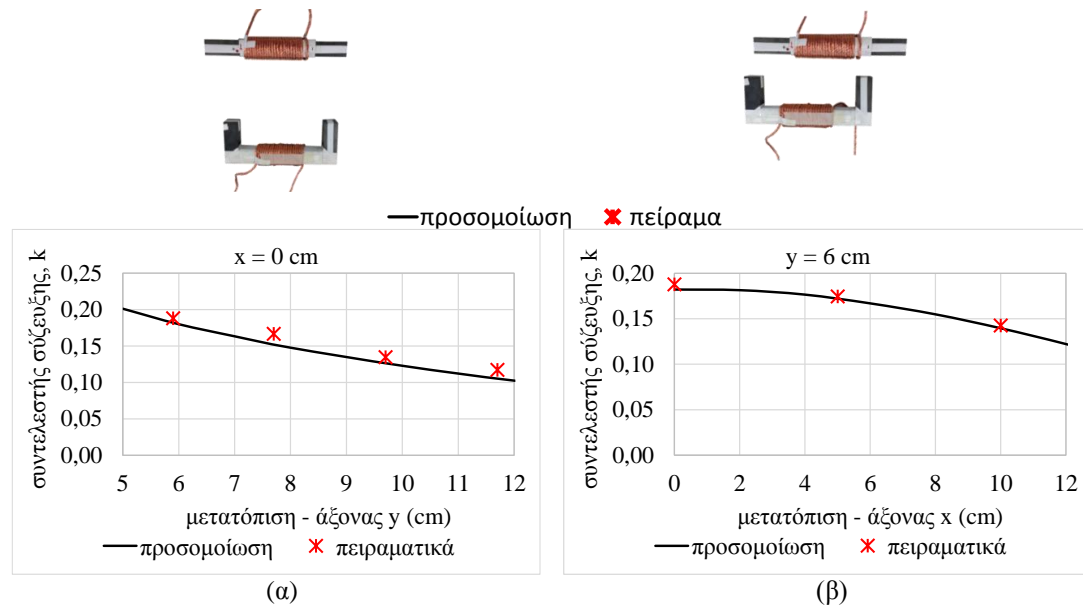 προσομοίωση πείραμα
x = 0 cm
συντελεστής σύζευξης, k
0,25
0,20
0,15
0,10
0,05
0,00
5 6 7 8 9 10 11 12
μετατόπιση - άξονας y (cm)
προσομοίωση πειραματικά
(α)
y = 6 cm
συντελεστής σύζευξης, k
0,20
0,15
0,10
0,05
0,00
0 2 4 6 8 10 12
μετατόπιση - άξονας x (cm)
προσομοίωση πειραματικά
(β)